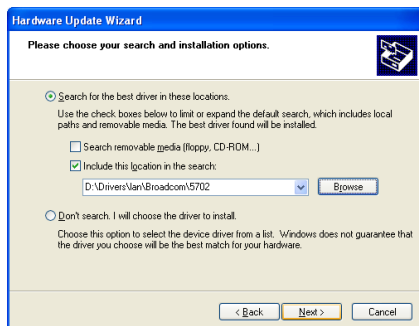 Hardware Update Wizard
Please choose your search and installation options.
Search for the best driver in these locations.
Use the check boxes below to limit or expand the default search, which includes local
paths and removable media. The best driver found will be installed.
Search removable media (floppy, CD-ROM...)
Include this location in the search:
D:\Drivers\lan\Broadcom\5702
Browse
Don't search. I will choose the driver to install.
Choose this option to select the device driver from a list. Windows does not guarantee that
the driver you choose will be the best match for your hardware.
< Back
Next >
Cancel